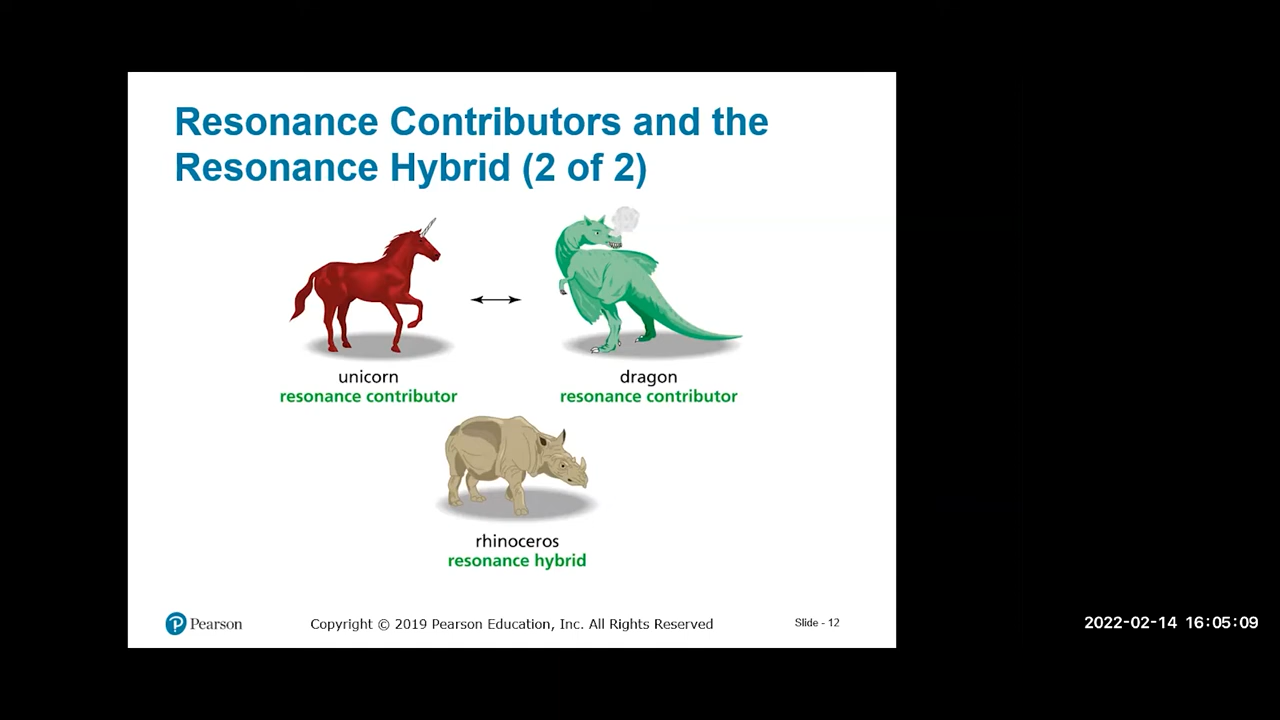 Resonance Contributors and the
Resonance Hybrid (2 of 2)
unicorn
resonance contributor
dragon
resonance contributor
rhinoceros
resonance hybrid
P Pearson
Copyright © 2019 Pearson Education, Inc. All Rights Reserved
Slide - 12
2022-02-14 16:05:09